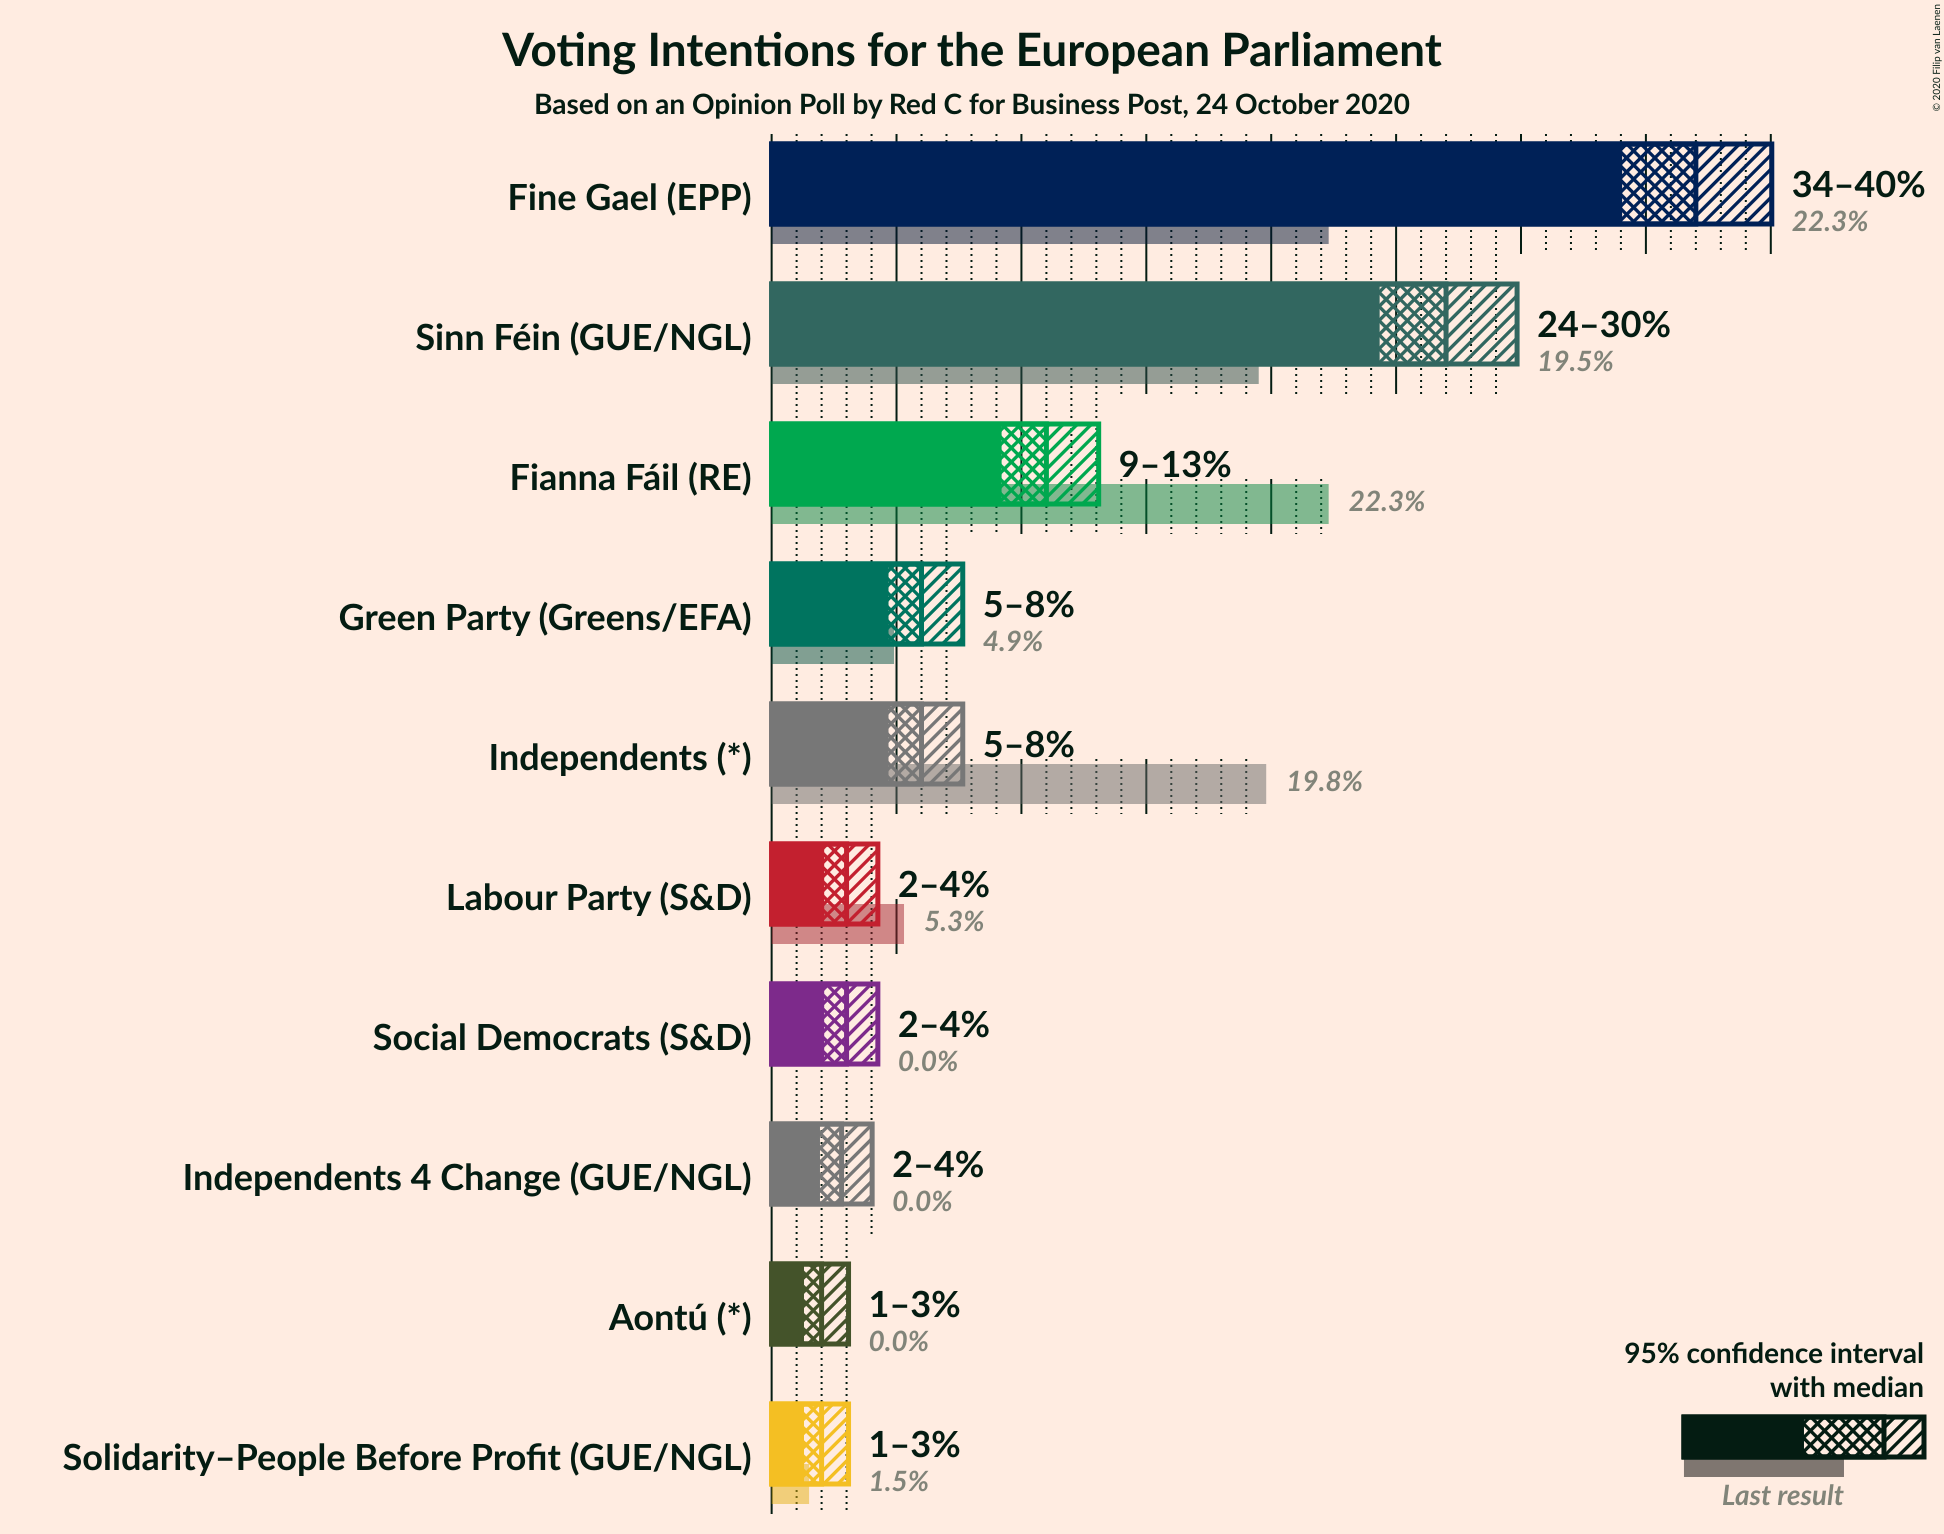 Voting Intentions for the European Parliament
Based on an Opinion Poll by Red C for Business Post, 24 October 2020
© 2020 Filip van Laenen
Fine Gael (EPP)
34–40%
22.3%
Sinn Féin (GUE/NGL)
24–30%
19.5%
Fianna Fáil (RE)
9–13%
22.3%
Green Party (Greens/EFA)
5–8%
4.9%
Independents (*)
5–8%
19.8%
Labour Party (S&D)
2–4%
5.3%
Social Democrats (S&D)
2–4%
0.0%
Independents 4 Change (GUE/NGL)
2–4%
0.0%
Aontú (*)
1–3%
0.0%
Solidarity–People Before Profit (GUE/NGL)
1–3%
1.5%
95% confidence interval
with median
Last result